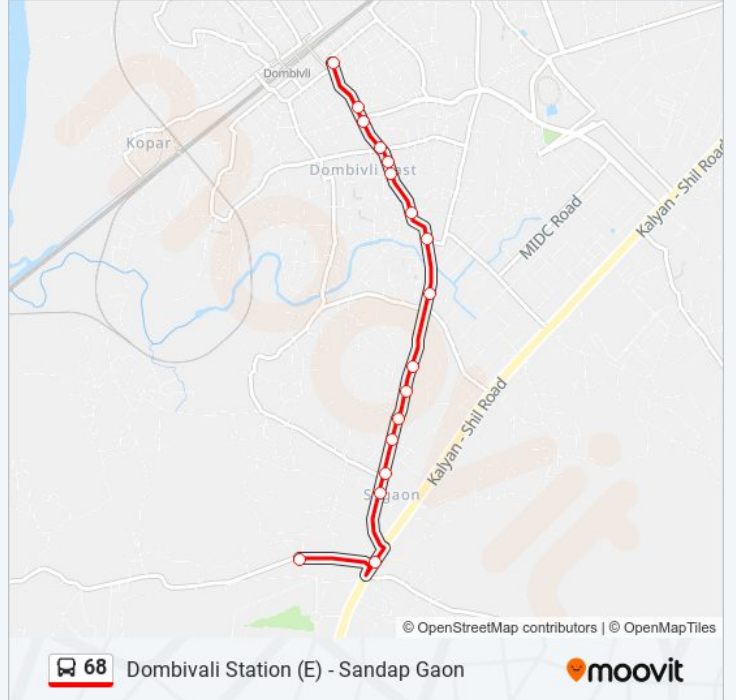 Dombivli
Kopar
Dombivli East
MIDC Road
Kalyan - Shil Road
Kalyan - Shil Road
© OpenStreetMap contributors | © OpenMapTiles
68
Dombivali Station (E) - Sandap Gaon
moovit
moovit